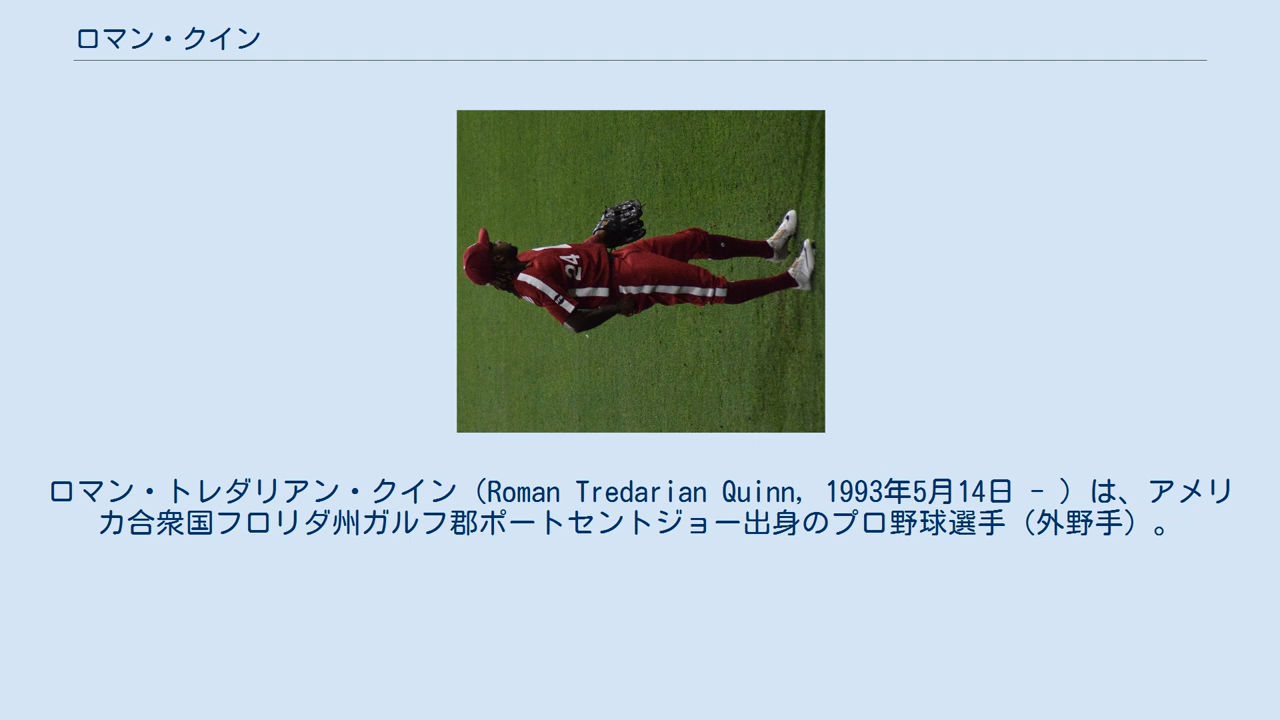 ロマン・クイン
24
ロマン・トレダリアン・クイン（Roman Tredarian Quinn, 1993年5月14日 - ）は、アメリ
カ合衆国フロリダ州ガルフ郡ポートセントジョー出身のプロ野球選手（外野手）。